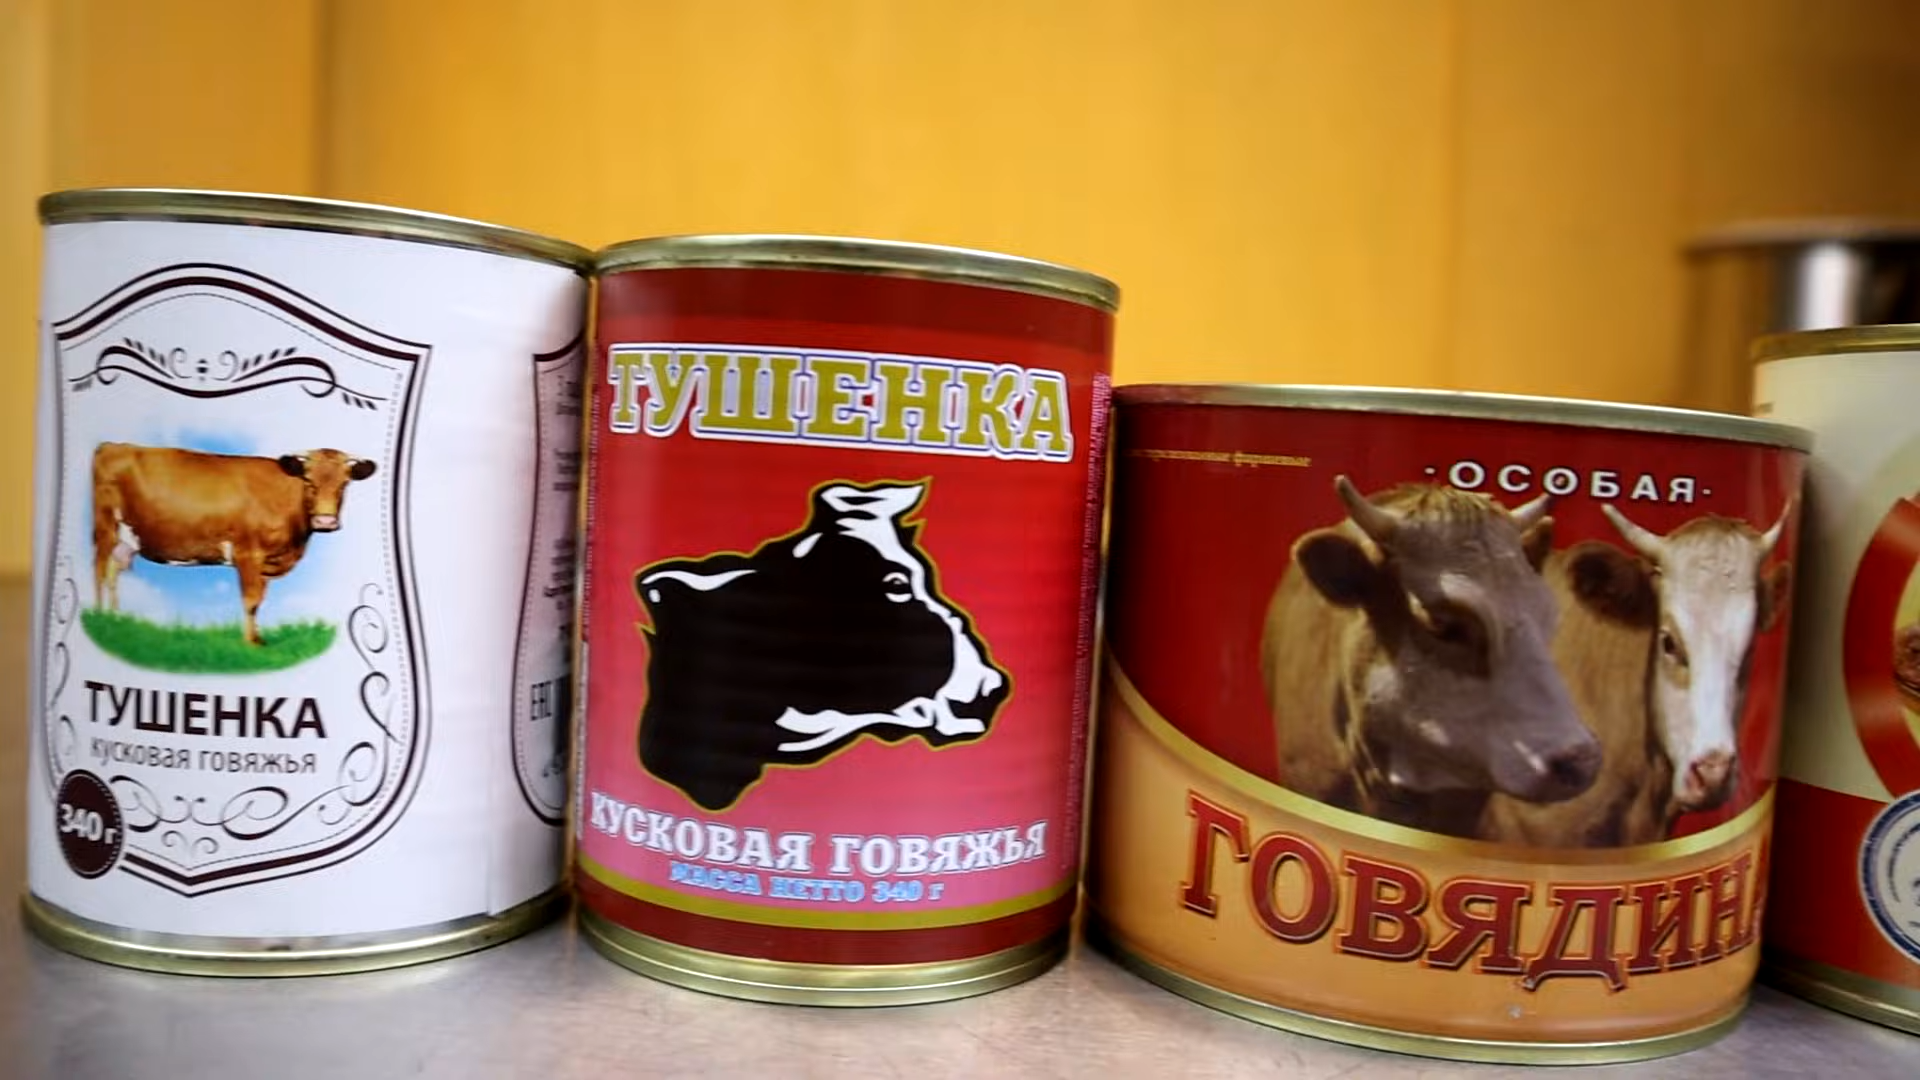 ТУШЕНКА
кусковая говяжья
340 г
ТУШЕНКА
КУСКОВАЯ ГОВЯЖЬЯ
МАССА НЕТТО 340 г
·ОСОБАЯ·
ГОВЯДИНА